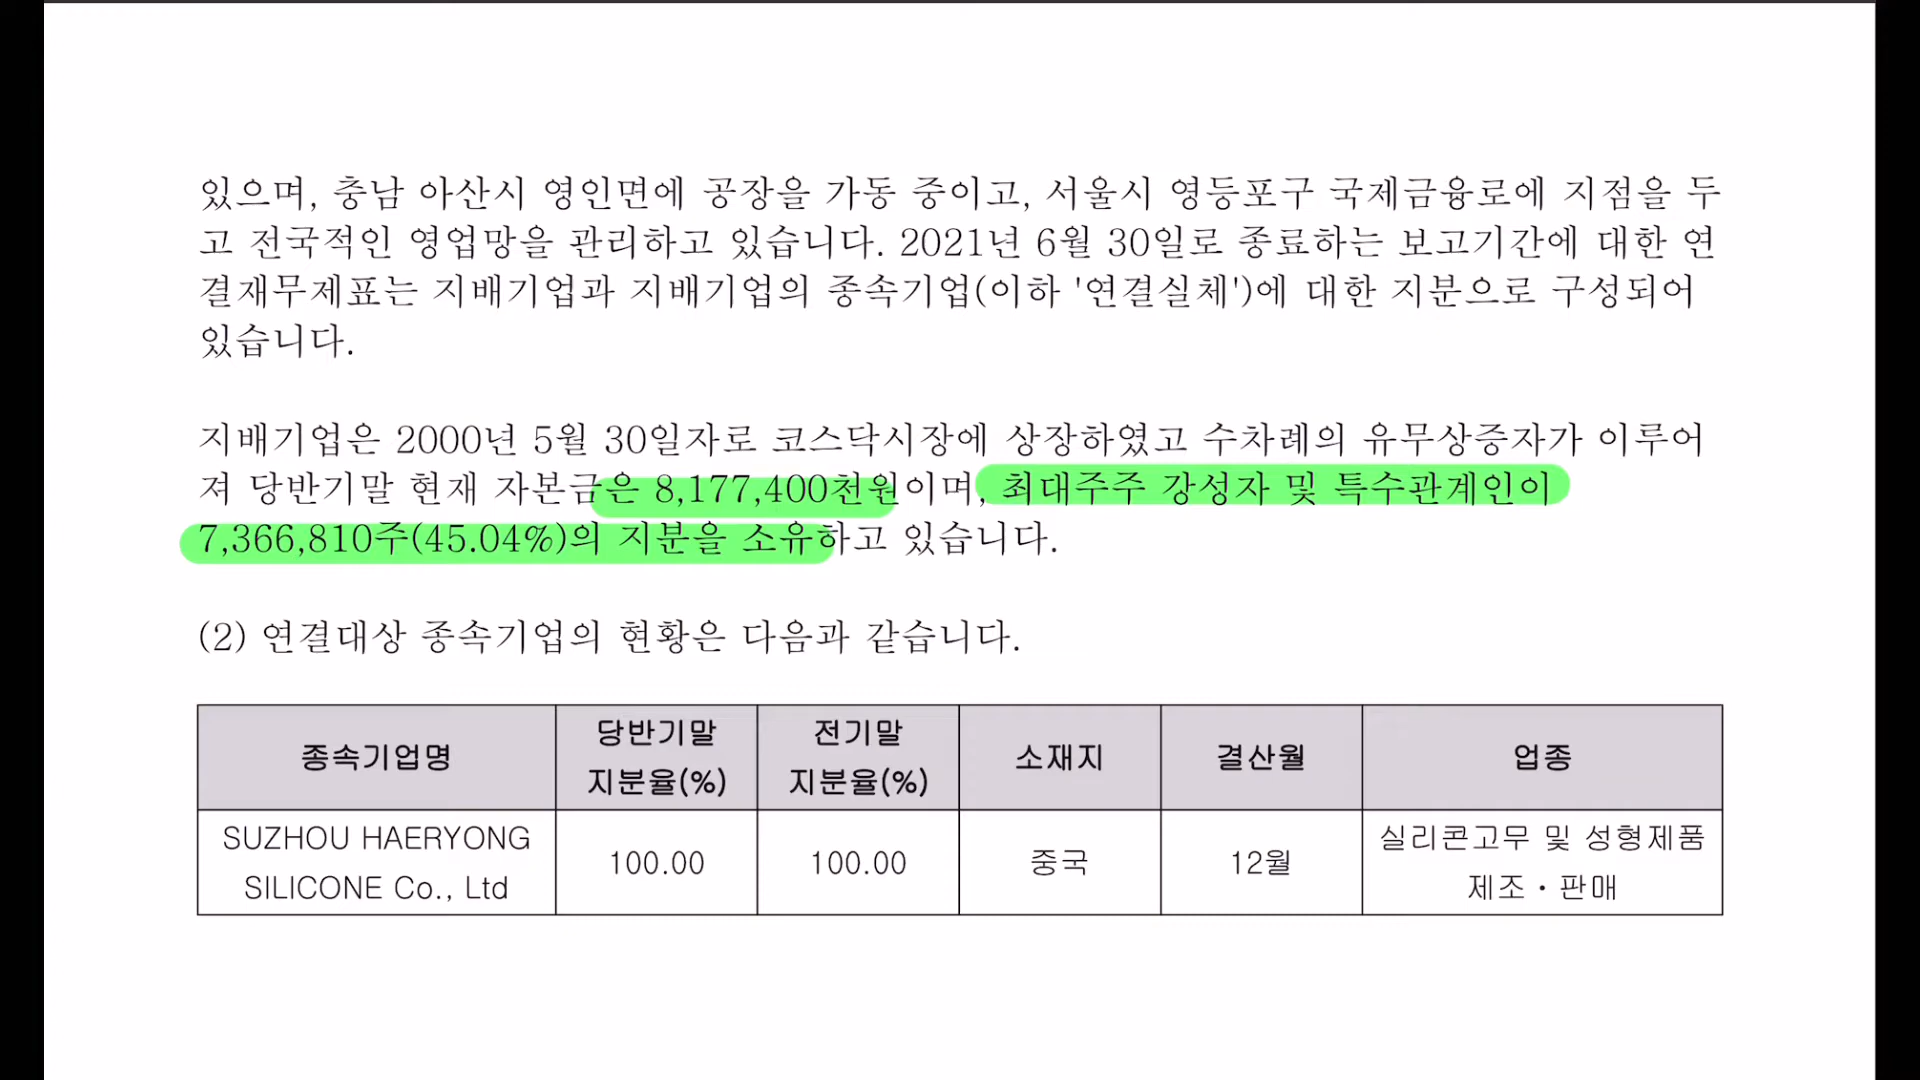 있으며, 충남 아산시 영인면에 공장을 가동 중이고, 서울시 영등포구 국제금융로에 지점을 두
고 전국적인 영업망을 관리하고 있습니다. 2021년 6월 30일로 종료하는 보고기간에 대한 연
결재무제표는 지배기업과 지배기업의 종속기업(이하 '연결실체')에 대한 지분으로 구성되어
있습니다.
지배기업은 2000년 5월 30일자로 코스닥시장에 상장하였고 수차례의 유무상증자가 이루어
져 당반기말 현재 자본금은 8,177,400천원이며, 최대주주 강성자 및 특수관계인이
7,366,810주(45.04%)의 지분을 소유하고 있습니다.
(2) 연결대상 종속기업의 현황은 다음과 같습니다.
종속기업명
당반기말
지분율(%)
전기말
지분율(%)
소재지
결산월
업종
SUZHOU HAERYONG
SILICONE Co., Ltd
100.00
100.00
중국
12월
실리콘고무 및 성형제품
제조・판매